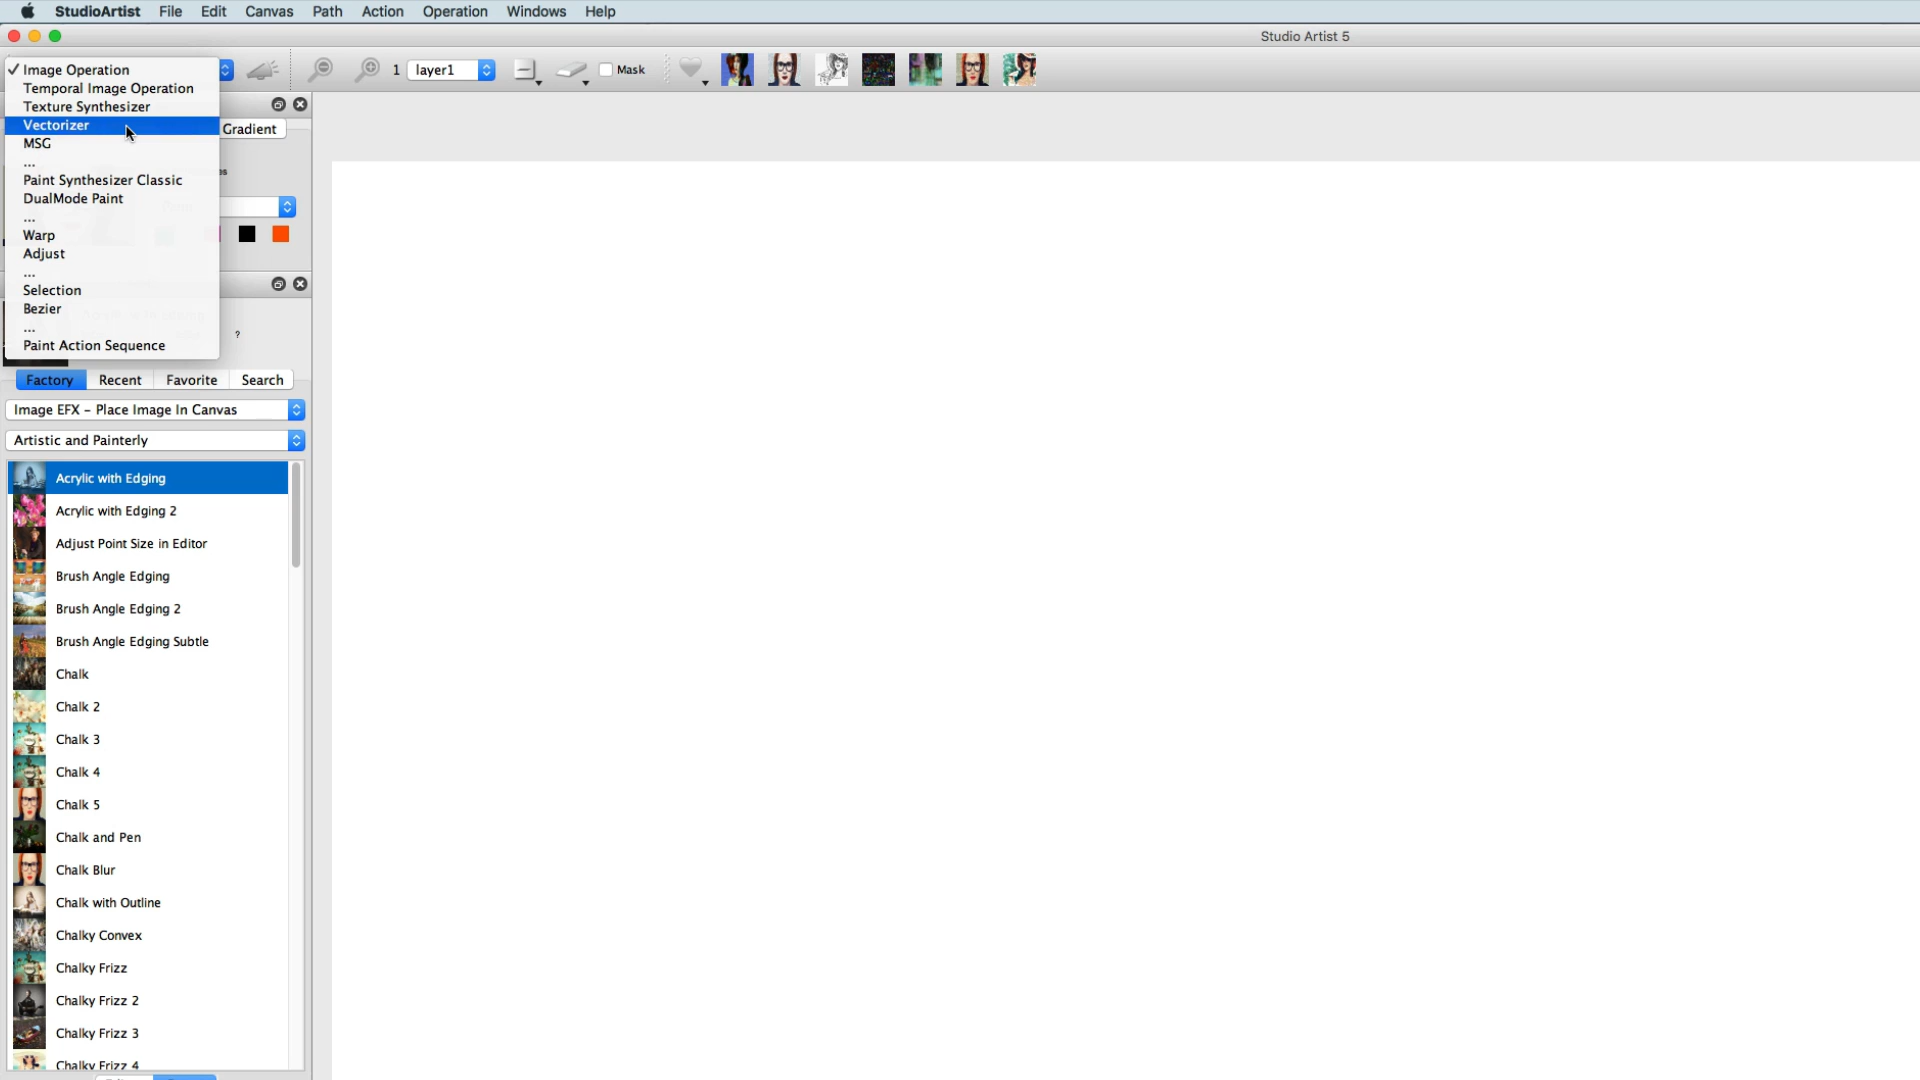 StudioArtist File Edit Canvas Path Action Operation Windows Help
Studio Artist 5
✓ Image Operation
1 layer1 Mask
Temporal Image Operation
Texture Synthesizer
Vectorizer
Gradient
MSG
...
Paint Synthesizer Classic
DualMode Paint
...
Warp
Adjust
...
Selection
Bezier
...
?
Paint Action Sequence
Factory Recent Favorite Search
Image EFX - Place Image In Canvas
Artistic and Painterly
Acrylic with Edging
Acrylic with Edging 2
Adjust Point Size in Editor
Brush Angle Edging
Brush Angle Edging 2
Brush Angle Edging Subtle
Chalk
Chalk 2
Chalk 3
Chalk 4
Chalk 5
Chalk and Pen
Chalk Blur
Chalk with Outline
Chalky Convex
Chalky Frizz
Chalky Frizz 2
Chalky Frizz 3
Chalky Frizz 4